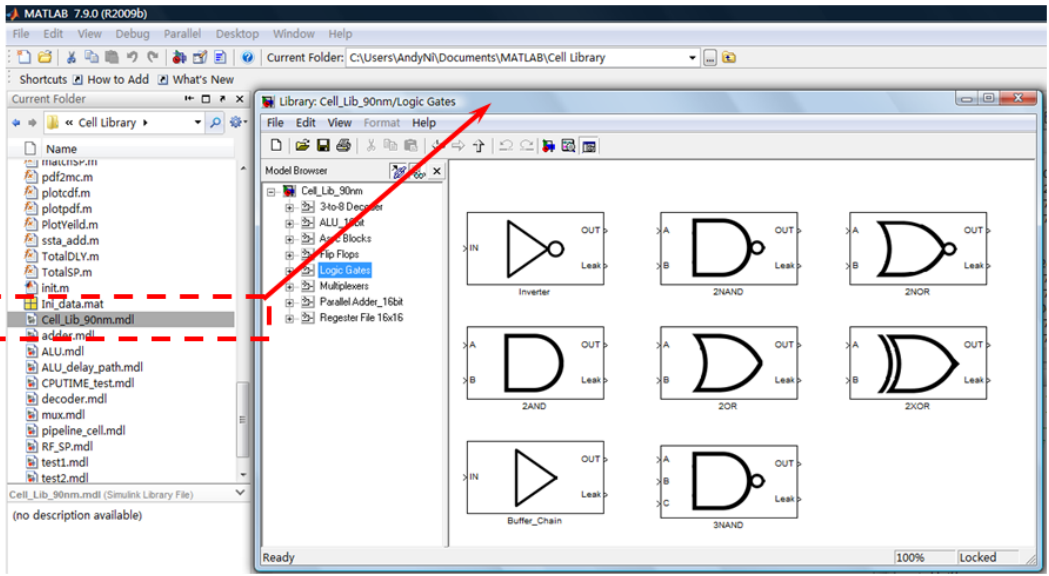 MATLAB 7.9.0 (R2009b)
File Edit View Debug Parallel Desktop Window Help
Current Folder: C:\Users\AndyNi\Documents\MATLAB\Cell Library
Shortcuts How to Add What's New
Current Folder
« Cell Library
Name
matchSP.m
pdf2mc.m
plotcdf.m
plotpdf.m
PlotYeild.m
ssta_add.m
TotalDLY.m
TotalSP.m
init.m
Ini_data.mat
Cell_Lib_90nm.mdl
adder.mdl
ALU.mdl
ALU_delay_path.mdl
CPUTIME_test.mdl
decoder.mdl
mux.mdl
pipeline_cell.mdl
RF_SP.mdl
test1.mdl
test2.mdl
Cell_Lib_90nm.mdl (Simulink Library File)
(no description available)
Library: Cell_Lib_90nm/Logic Gates
File Edit View Format Help
Model Browser
Cell_Lib_90nm
3-to-8 Decoder
ALU_16bit
Blocks
Flip Flops
Logic Gates
Multiplexers
Parallel Adder_16bit
Regester File 16x16
IN OUT Leak
Inverter
A B OUT Leak
2NAND
A B OUT Leak
2NOR
A B OUT Leak
2AND
A B OUT Leak
2OR
A B OUT Leak
2XOR
IN OUT Leak
Buffer_Chain
A B C OUT Leak
3NAND
Ready 100% Locked